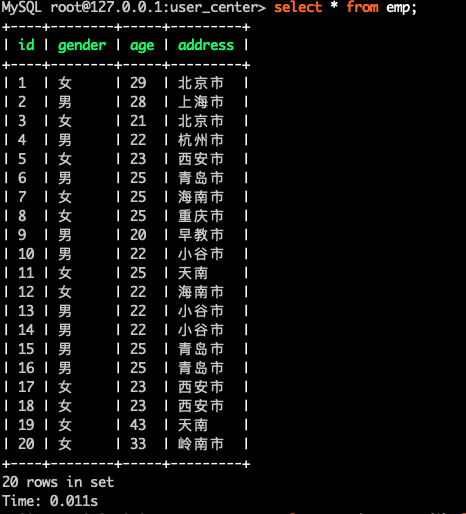 MySQL root@127.0.0.1:user_center> select * from emp;
+----+--------+-----+---------+
| id | gender | age | address |
+----+--------+-----+---------+
| 1  | 女     | 29  | 北京市  |
| 2  | 男     | 28  | 上海市  |
| 3  | 女     | 21  | 北京市  |
| 4  | 男     | 22  | 杭州市  |
| 5  | 女     | 23  | 西安市  |
| 6  | 男     | 25  | 青岛市  |
| 7  | 女     | 25  | 海南市  |
| 8  | 女     | 25  | 重庆市  |
| 9  | 男     | 20  | 早教市  |
| 10 | 男     | 22  | 小谷市  |
| 11 | 女     | 25  | 天南    |
| 12 | 女     | 22  | 海南市  |
| 13 | 男     | 22  | 小谷市  |
| 14 | 男     | 22  | 小谷市  |
| 15 | 男     | 25  | 青岛市  |
| 16 | 男     | 25  | 青岛市  |
| 17 | 女     | 23  | 西安市  |
| 18 | 女     | 23  | 西安市  |
| 19 | 女     | 43  | 天南    |
| 20 | 女     | 33  | 岭南市  |
+----+--------+-----+---------+
20 rows in set
Time: 0.011s